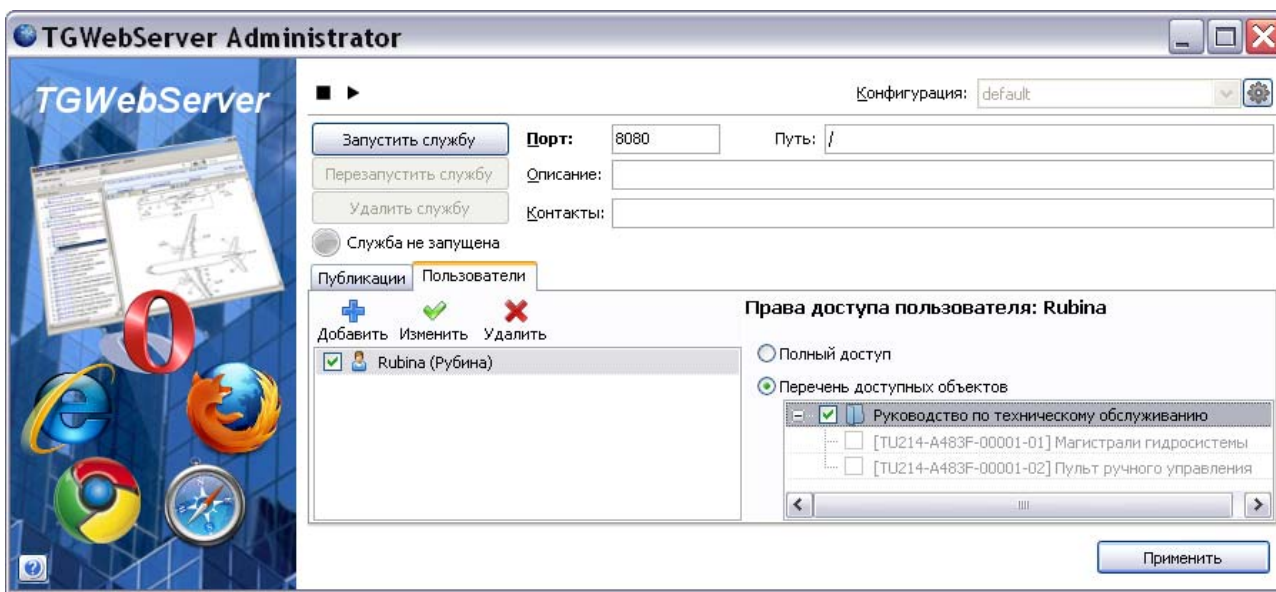 TGWebServer Administrator
TGWebServer
Конфигурация: default
Запустить службу Порт: 8080 Путь: /
Перезапустить службу Описание:
Удалить службу Контакты:
Служба не запущена
Публикации Пользователи
Добавить Изменить Удалить
Rubina (Рубина)
Права доступа пользователя: Rubina
Полный доступ
Перечень доступных объектов
Руководство по техническому обслуживанию
[TU214-A483F-00001-01] Магистрали гидросистемы
[TU214-A483F-00001-02] Пульт ручного управления
Применить